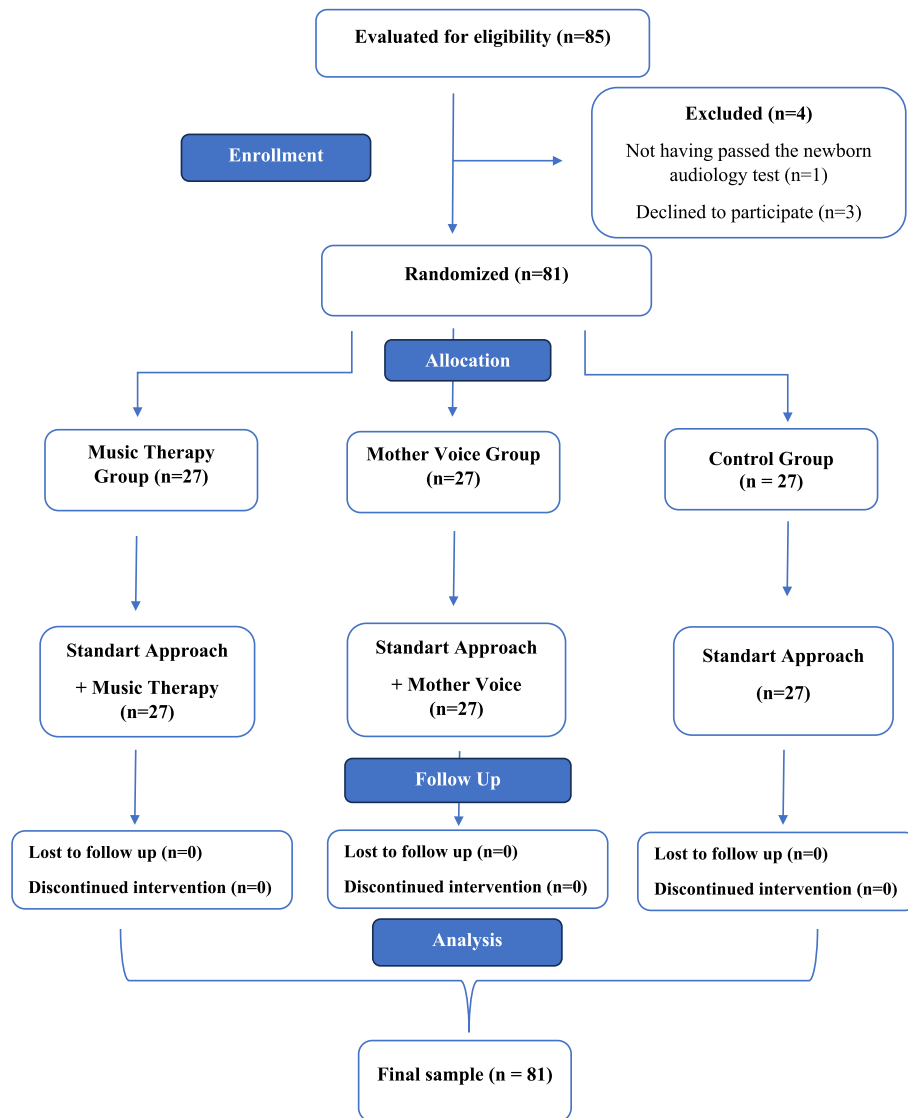 Evaluated for eligibility (n=85)
Enrollment
Excluded (n=4)
Not having passed the newborn
audiology test (n=1)
Declined to participate (n=3)
Randomized (n=81)
Allocation
Music Therapy
Group (n=27)
Mother Voice Group
(n=27)
Control Group
(n = 27)
Standart Approach
+ Music Therapy
(n=27)
Standart Approach
+ Mother Voice
(n=27)
Standart Approach
(n=27)
Follow Up
Lost to follow up (n=0)
Discontinued intervention (n=0)
Lost to follow up (n=0)
Discontinued intervention (n=0)
Lost to follow up (n=0)
Discontinued intervention (n=0)
Analysis
Final sample (n = 81)